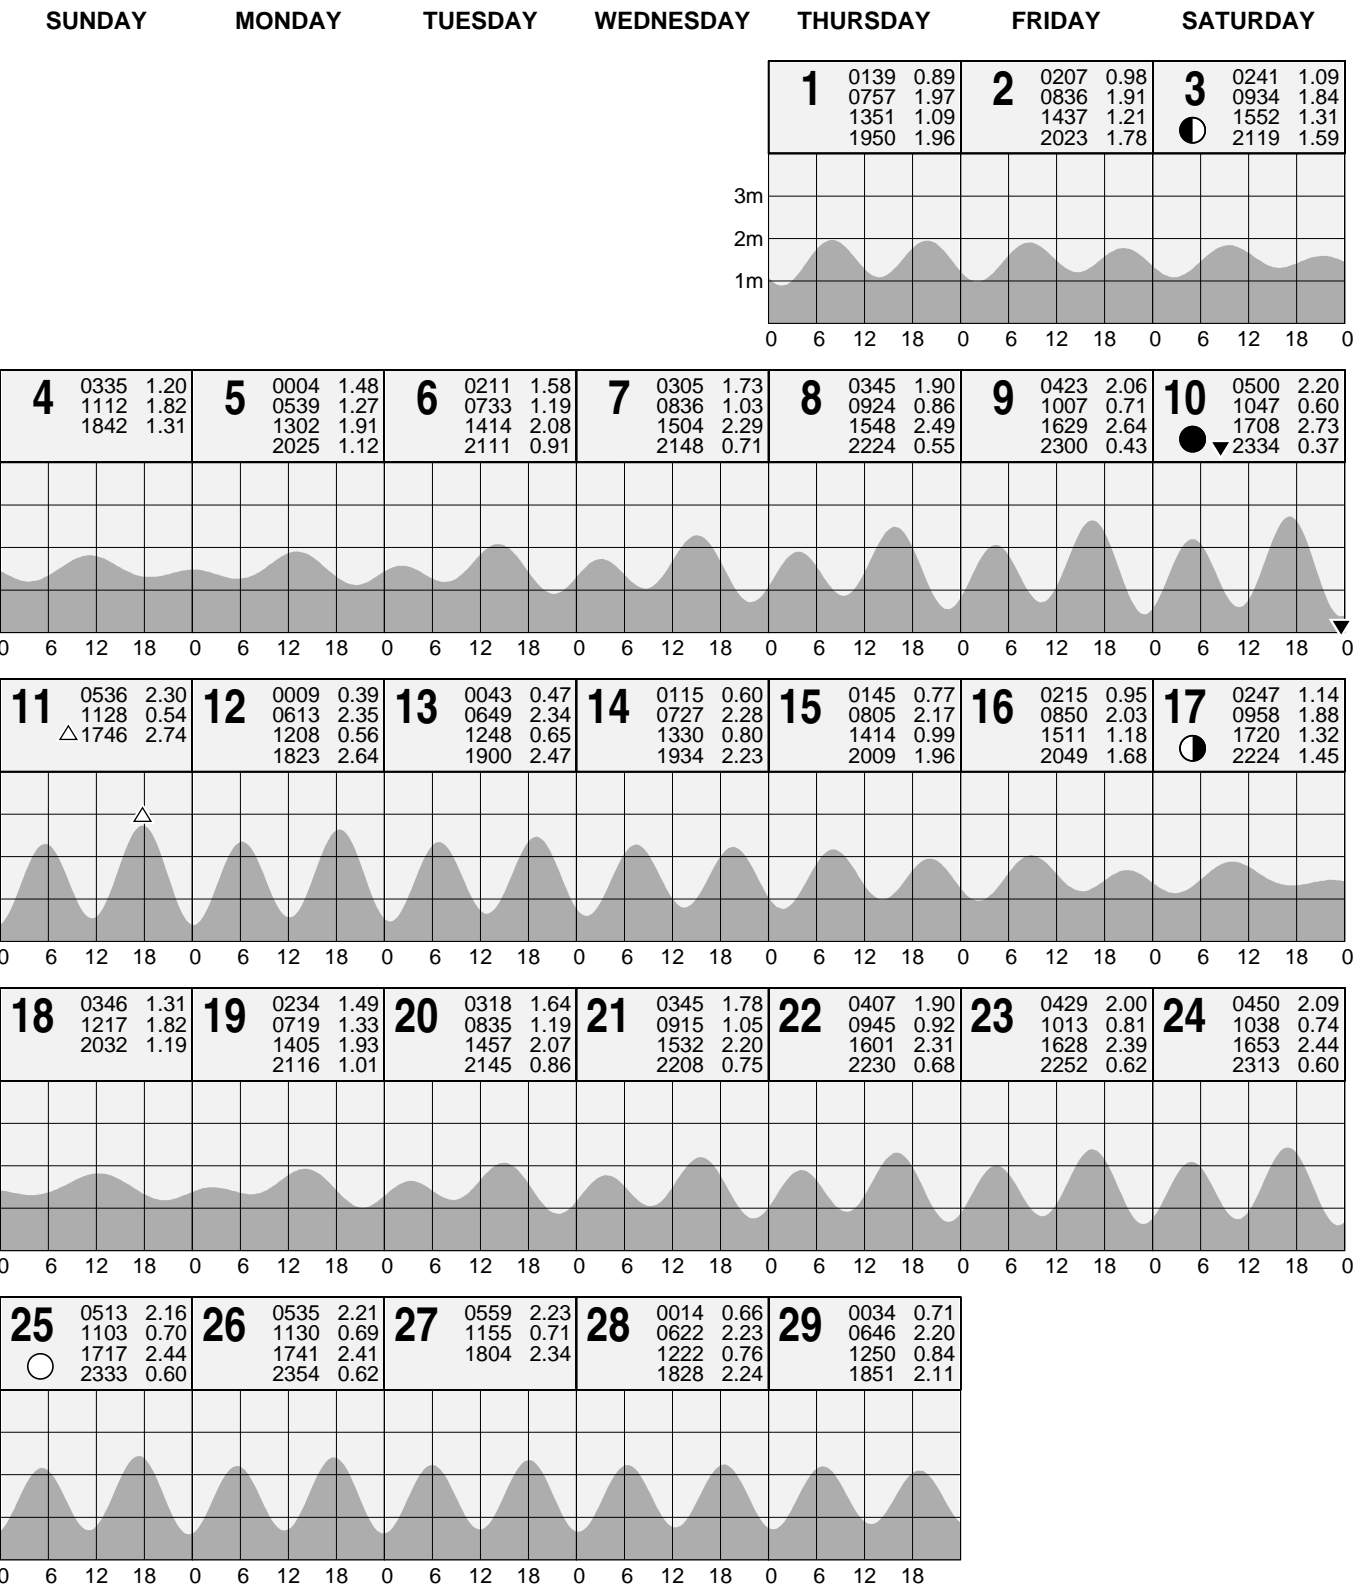 SUNDAY MONDAY TUESDAY WEDNESDAY THURSDAY FRIDAY SATURDAY
1 0139 0.89 2 0207 0.98 3 0241 1.09
0757 1.97 0836 1.91 0934 1.84
1351 1.09 1437 1.21 1552 1.31
1950 1.96 2023 1.78 2119 1.59
3m
2m
1m
0 6 12 18 0 6 12 18 0 6 12 18 0
4 0335 1.20 5 0004 1.48 6 0211 1.58 7 0305 1.73 8 0345 1.90 9 0423 2.06 10 0500 2.20
1112 1.82 0539 1.27 0733 1.19 0836 1.03 0924 0.86 1007 0.71 1047 0.60
1842 1.31 1302 1.91 1414 2.08 1504 2.29 1548 2.49 1629 2.64 1708 2.73
2025 1.12 2111 0.91 2148 0.71 2224 0.55 2300 0.43 2334 0.37
0 6 12 18 0 6 12 18 0 6 12 18 0 6 12 18 0 6 12 18 0 6 12 18 0 6 12 18 0
11 0536 2.30 12 0009 0.39 13 0043 0.47 14 0115 0.60 15 0145 0.77 16 0215 0.95 17 0247 1.14
1128 0.54 0613 2.35 0649 2.34 0727 2.28 0805 2.17 0850 2.03 0958 1.88
1746 2.74 1208 0.56 1248 0.65 1330 0.80 1414 0.99 1511 1.18 1720 1.32
1823 2.64 1900 2.47 1934 2.23 2009 1.96 2049 1.68 2224 1.45
0 6 12 18 0 6 12 18 0 6 12 18 0 6 12 18 0 6 12 18 0 6 12 18 0 6 12 18 0
18 0346 1.31 19 0234 1.49 20 0318 1.64 21 0345 1.78 22 0407 1.90 23 0429 2.00 24 0450 2.09
1217 1.82 0719 1.33 0835 1.19 0915 1.05 0945 0.92 1013 0.81 1038 0.74
2032 1.19 1405 1.93 1457 2.07 1532 2.20 1601 2.31 1628 2.39 1653 2.44
2116 1.01 2145 0.86 2208 0.75 2230 0.68 2252 0.62 2313 0.60
0 6 12 18 0 6 12 18 0 6 12 18 0 6 12 18 0 6 12 18 0 6 12 18 0 6 12 18 0
25 0513 2.16 26 0535 2.21 27 0559 2.23 28 0014 0.66 29 0034 0.71
1103 0.70 1130 0.69 1155 0.71 0622 2.23 0646 2.20
1717 2.44 1741 2.41 1804 2.34 1222 0.76 1250 0.84
2333 0.60 2354 0.62 1828 2.24 1851 2.11
0 6 12 18 0 6 12 18 0 6 12 18 0 6 12 18 0 6 12 18